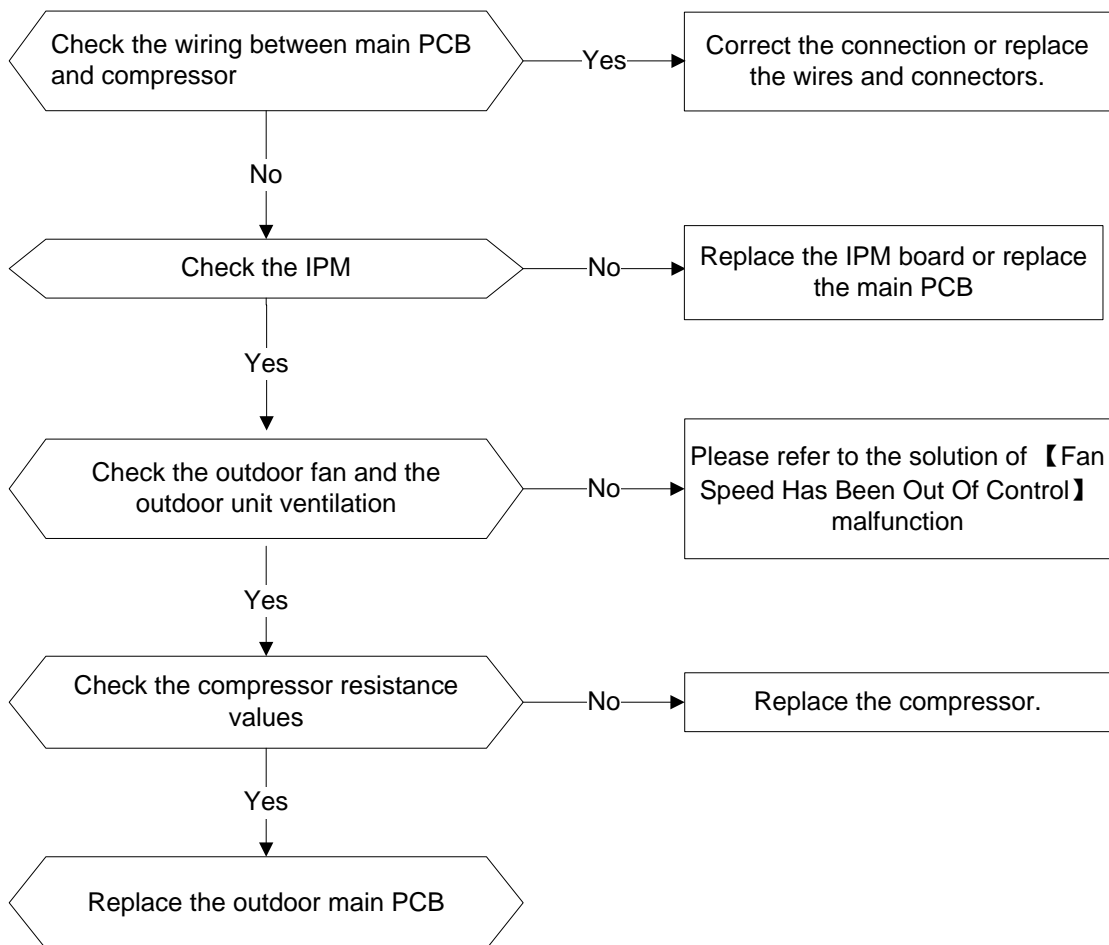 Check the wiring between main PCB
and compressor
Yes
Correct the connection or replace
the wires and connectors.
No
Check the IPM
No
Replace the IPM board or replace
the main PCB
Yes
Check the outdoor fan and the
outdoor unit ventilation
No
Please refer to the solution of 【Fan
Speed Has Been Out Of Control】
malfunction
Yes
Check the compressor resistance
values
No
Replace the compressor.
Yes
Replace the outdoor main PCB